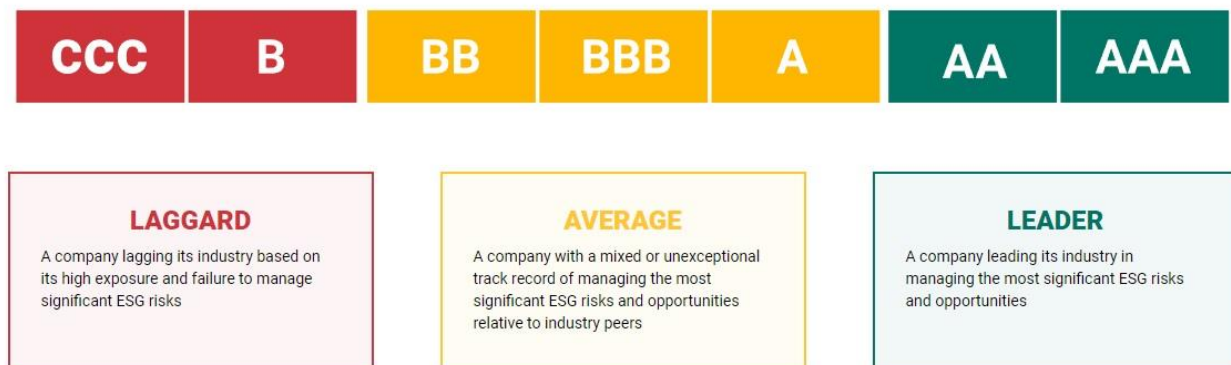 CCC B BB BBB A AA AAA
LAGGARD
A company lagging its industry based on
its high exposure and failure to manage
significant ESG risks
AVERAGE
A company with a mixed or unexceptional
track record of managing the most
significant ESG risks and opportunities
relative to industry peers
LEADER
A company leading its industry in
managing the most significant ESG risks
and opportunities